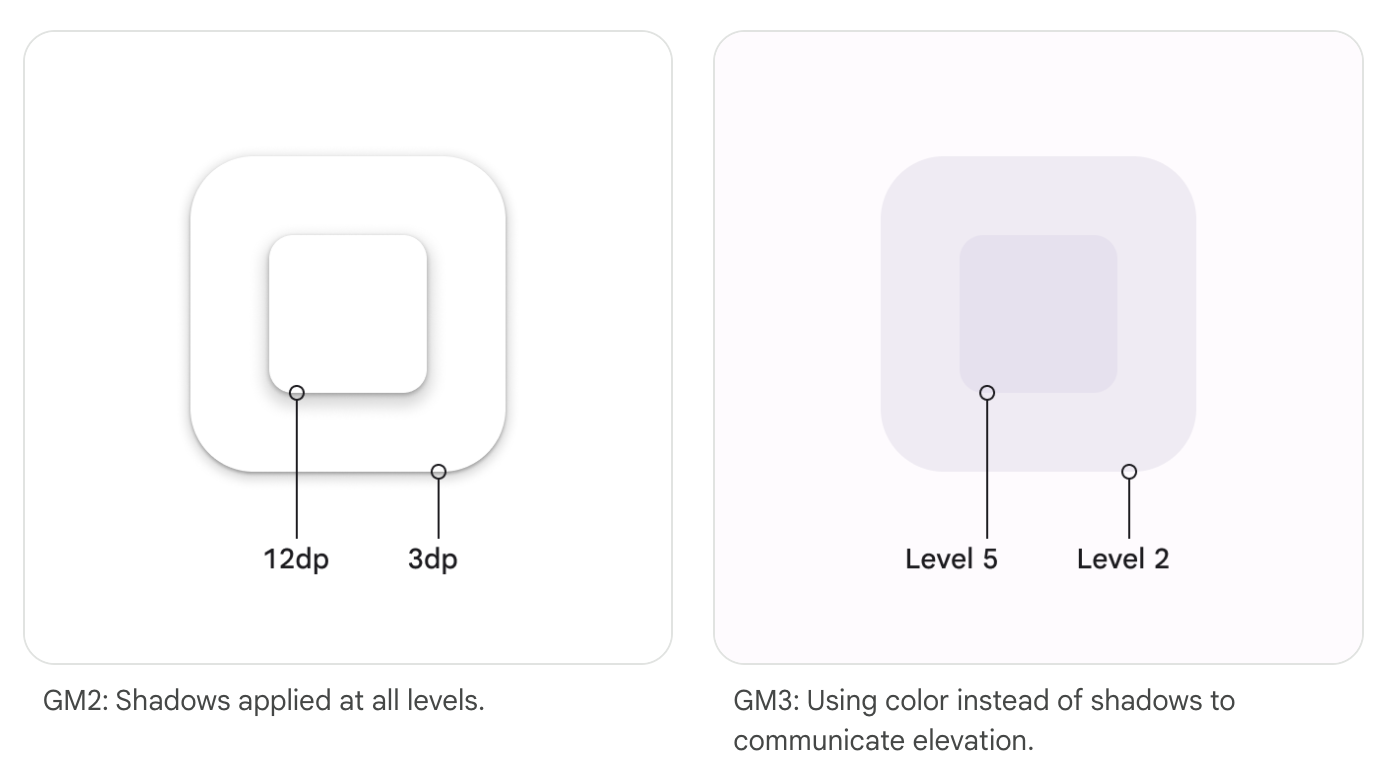 12dp
3dp
GM2: Shadows applied at all levels.
Level 5
Level 2
GM3: Using color instead of shadows to
communicate elevation.